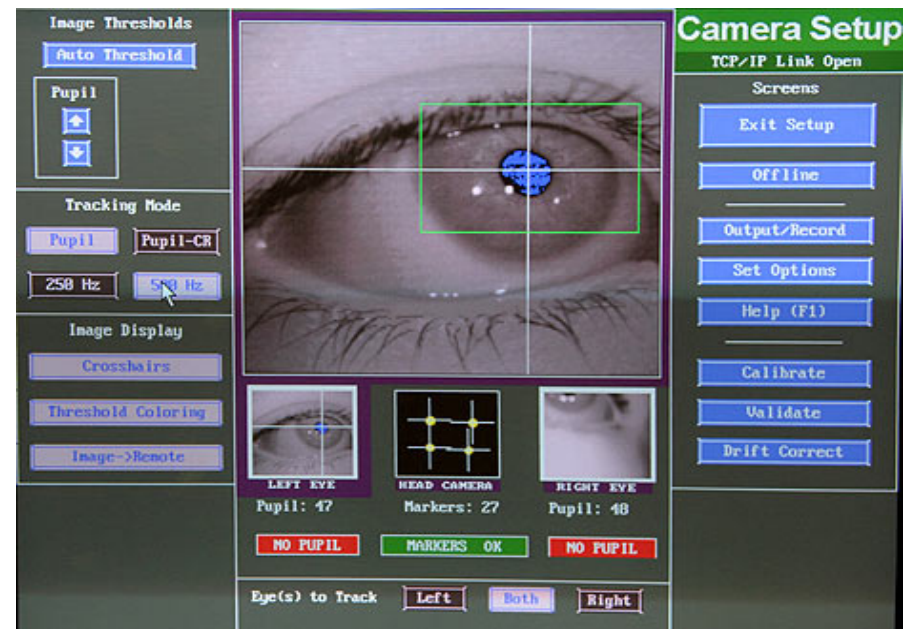 Image Thresholds
Auto Threshold
Pupil
Tracking Mode
Pupil
Pupil-CR
250 Hz
500 Hz
Image Display
Crosshairs
Threshold Coloring
Image->Remote
LEFT EYE
HEAD CAMERA
RIGHT EYE
Pupil: 47
Markers: 27
Pupil: 48
NO PUPIL
MARKERS OK
NO PUPIL
Eye(s) to Track
Left
Both
Right
Camera Setup
TCP/IP Link Open
Screens
Exit Setup
Offline
Output/Record
Set Options
Help (F1)
Calibrate
Validate
Drift Correct